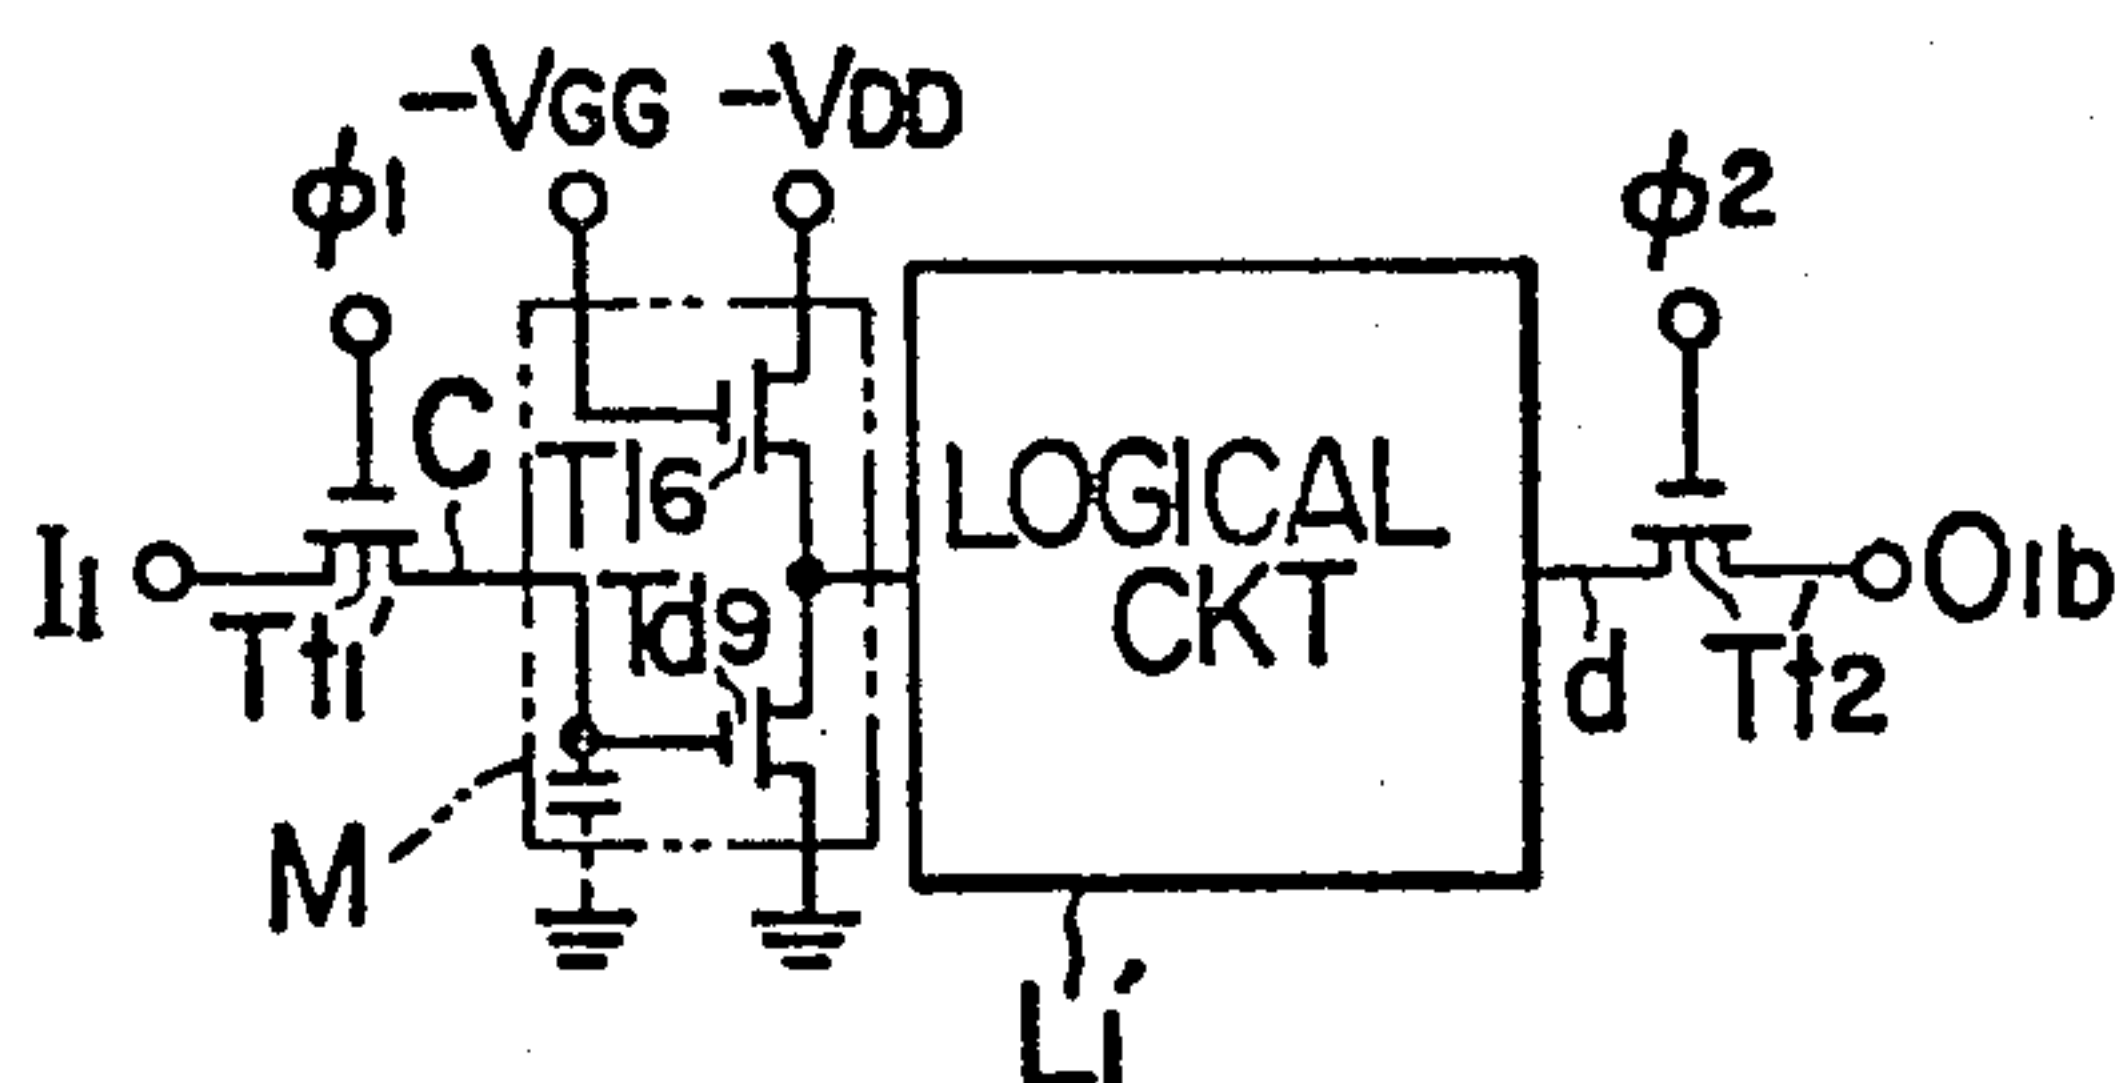 -VGG -VDD
φ1
φ2
C
Tl6
LOGICAL
CKT
I1
O1b
Tt1'
Td9
d
Tt2'
M
L1'